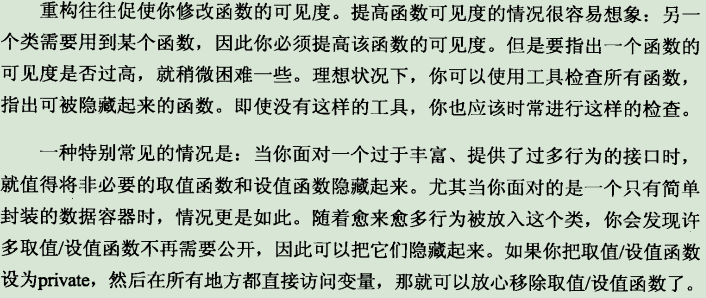 重构往往促使你修改函数的可见度。提高函数可见度的情况很容易想象：另一
个类需要用到某个函数，因此你必须提高该函数的可见度。但是要指出一个函数的
可见度是否过高，就稍微困难一些。理想状况下，你可以使用工具检查所有函数，
指出可被隐藏起来的函数。即使没有这样的工具，你也应该时常进行这样的检查。
一种特别常见的情况是：当你面对一个过于丰富、提供了过多行为的接口时，
就值得将非必要的取值函数和设值函数隐藏起来。尤其当你面对的是一个只有简单
封装的数据容器时，情况更是如此。随着愈来愈多行为被放入这个类，你会发现许
多取值/设值函数不再需要公开，因此可以把它们隐藏起来。如果你把取值/设值函数
设为private，然后在所有地方都直接访问变量，那就可以放心移除取值/设值函数了。